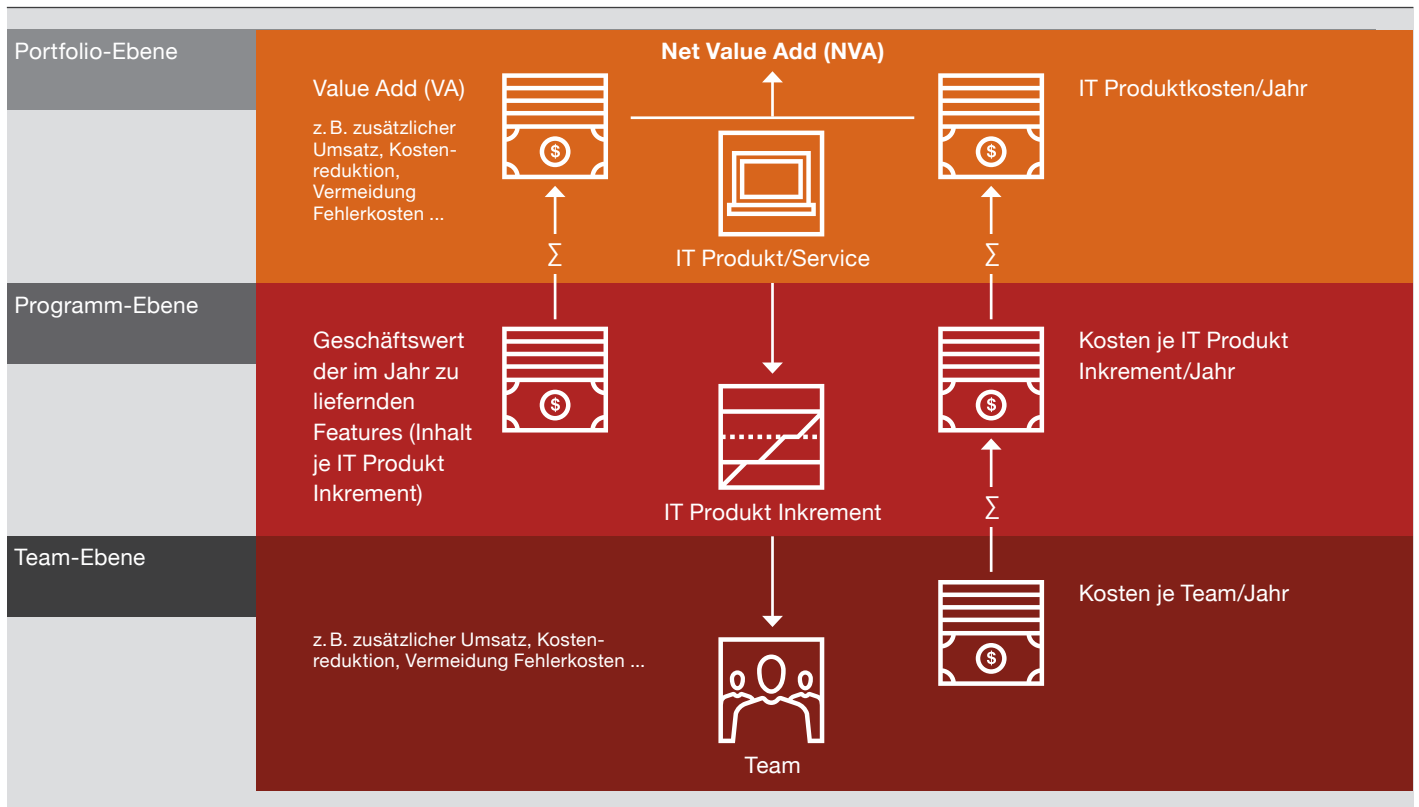 Portfolio-Ebene
Net Value Add (NVA)
Value Add (VA)
z. B. zusätzlicher
Umsatz, Kosten-
reduktion,
Vermeidung
Fehlerkosten ...
$
IT Produkt/Service
$
IT Produktkosten/Jahr
∑
∑
Programm-Ebene
Geschäftswert
der im Jahr zu
liefernden
Features (Inhalt
je IT Produkt
Inkrement)
$
IT Produkt Inkrement
$
Kosten je IT Produkt
Inkrement/Jahr
∑
Team-Ebene
z. B. zusätzlicher Umsatz, Kosten-
reduktion, Vermeidung Fehlerkosten ...
Team
$
Kosten je Team/Jahr